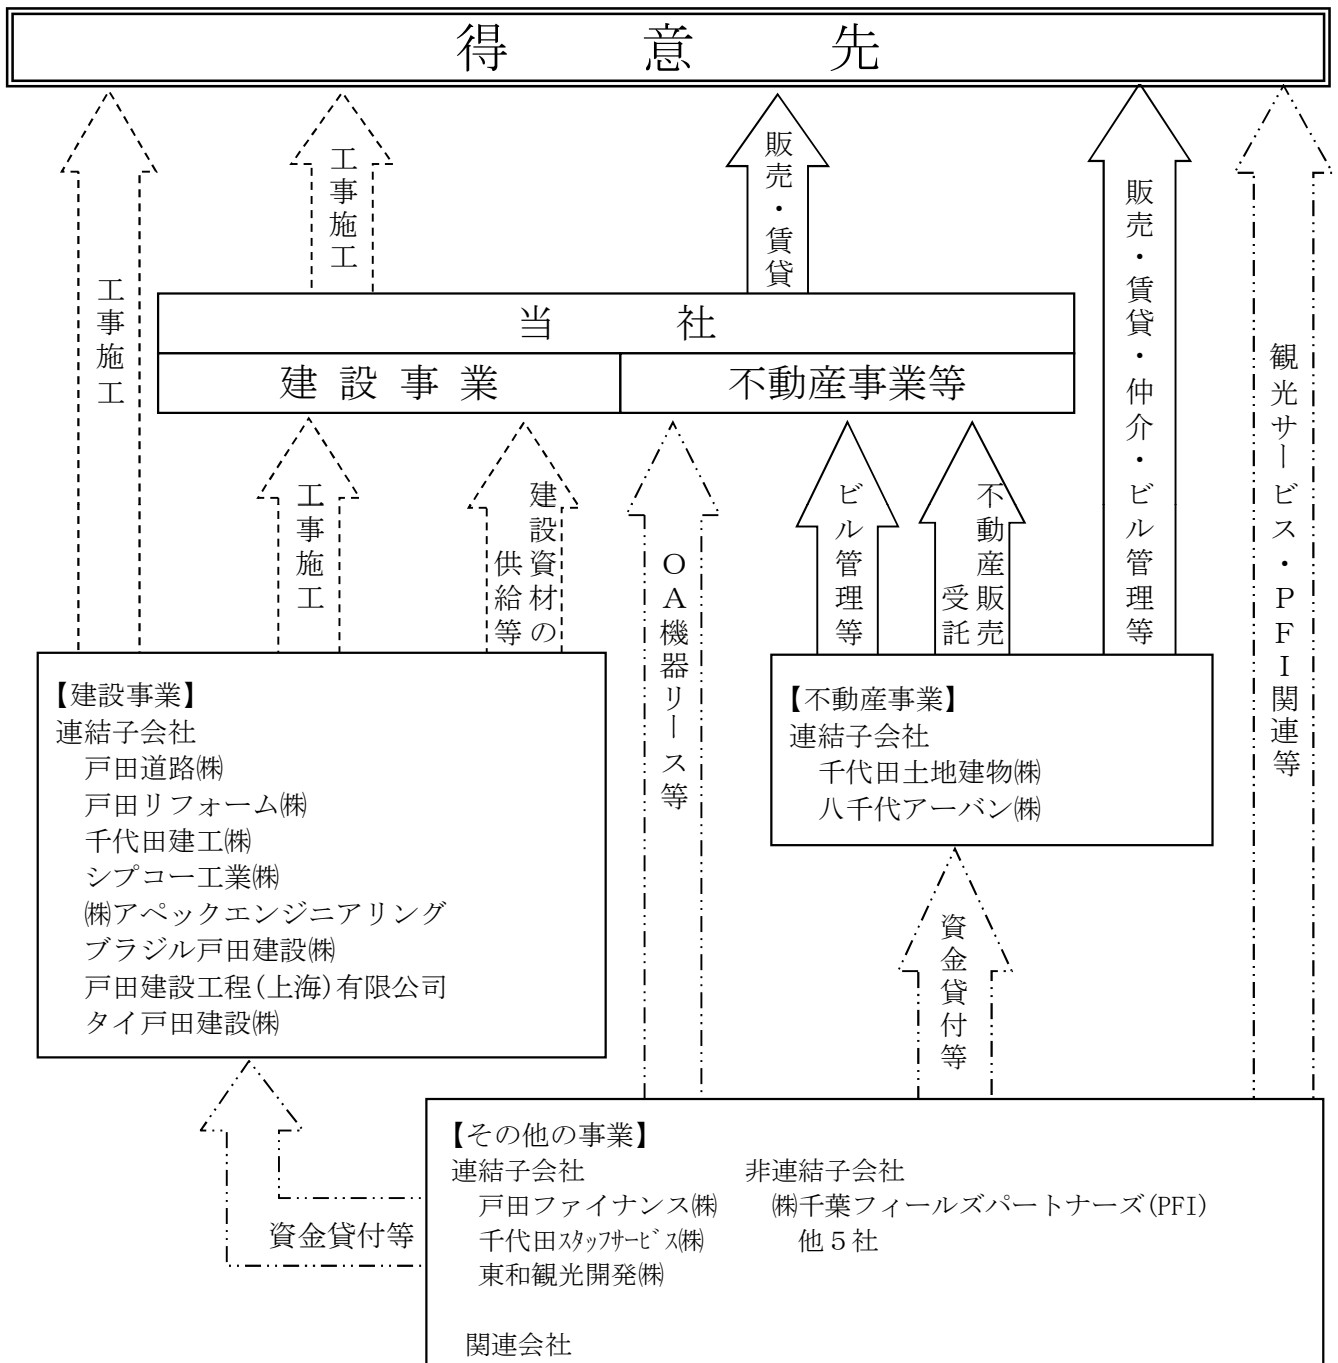 得意先
工事施工
工事施工
販売・賃貸
販売・賃貸・仲介・ビル管理等
観光サービス・PFI関連等
当社
建設事業
不動産事業等
工事施工
建設資材の
供給等
OA機器リース等
ビル管理等
不動産販売
受託
【建設事業】
連結子会社
戸田道路㈱
戸田リフォーム㈱
千代田建工㈱
シプコー工業㈱
㈱アペックエンジニアリング
ブラジル戸田建設㈱
戸田建設工程(上海)有限公司
タイ戸田建設㈱
【不動産事業】
連結子会社
千代田土地建物㈱
八千代アーバン㈱
資金貸付等
資金貸付等
【その他の事業】
連結子会社
戸田ファイナンス㈱
千代田ｽﾀｯﾌｻｰﾋﾞｽ㈱
東和観光開発㈱
非連結子会社
㈱千葉フィールズパートナーズ(PFI)
他５社
関連会社